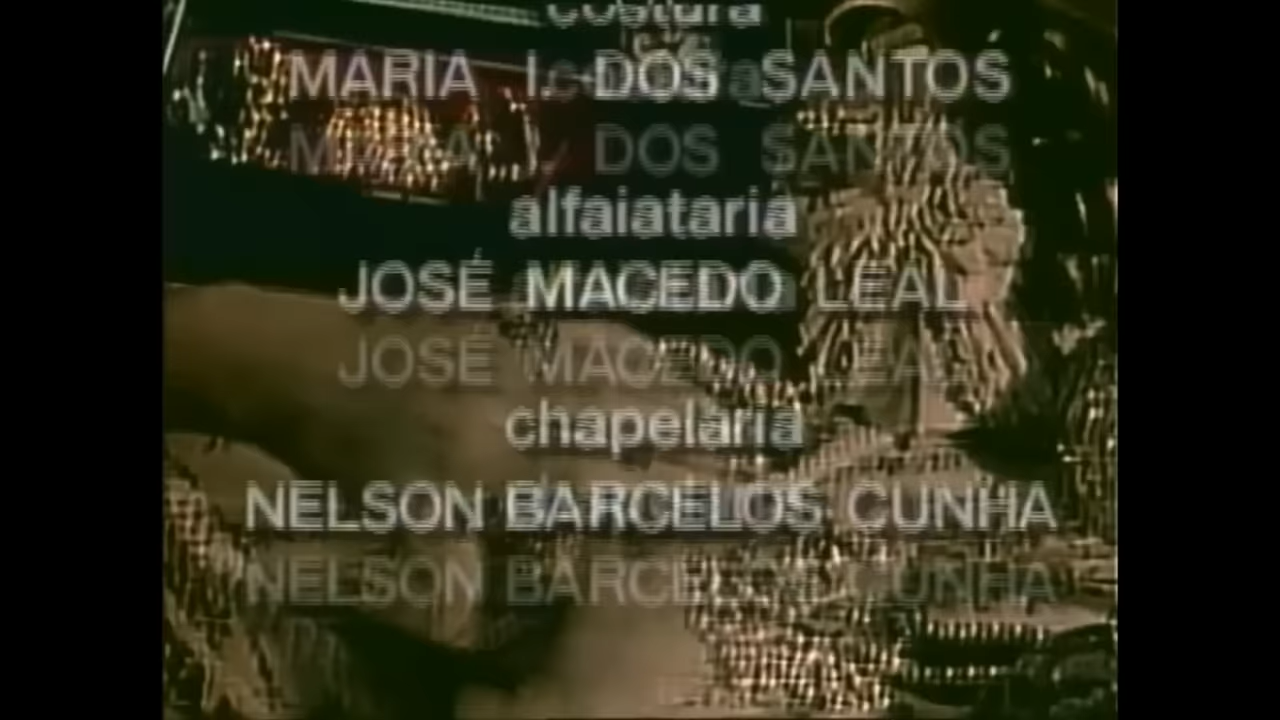 costura
MARIA I. DOS SANTOS
alfaiataria
JOSÉ MACEDO LEAL
chapelaria
NELSON BARCELOS CUNHA